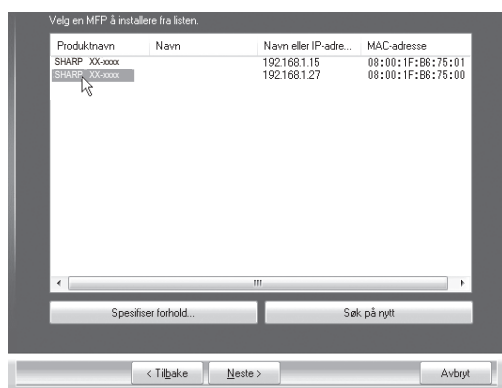 Velg en MFP å installere fra listen.
Produktnavn Navn Navn eller IP-adre... MAC-adresse
SHARP XX-xxxx 192.168.1.15 08:00:1F:B6:75:01
SHARP XX-xxxx 192.168.1.27 08:00:1F:B6:75:00
Spesifiser forhold... Søk på nytt
< Tilbake Neste > Avbryt